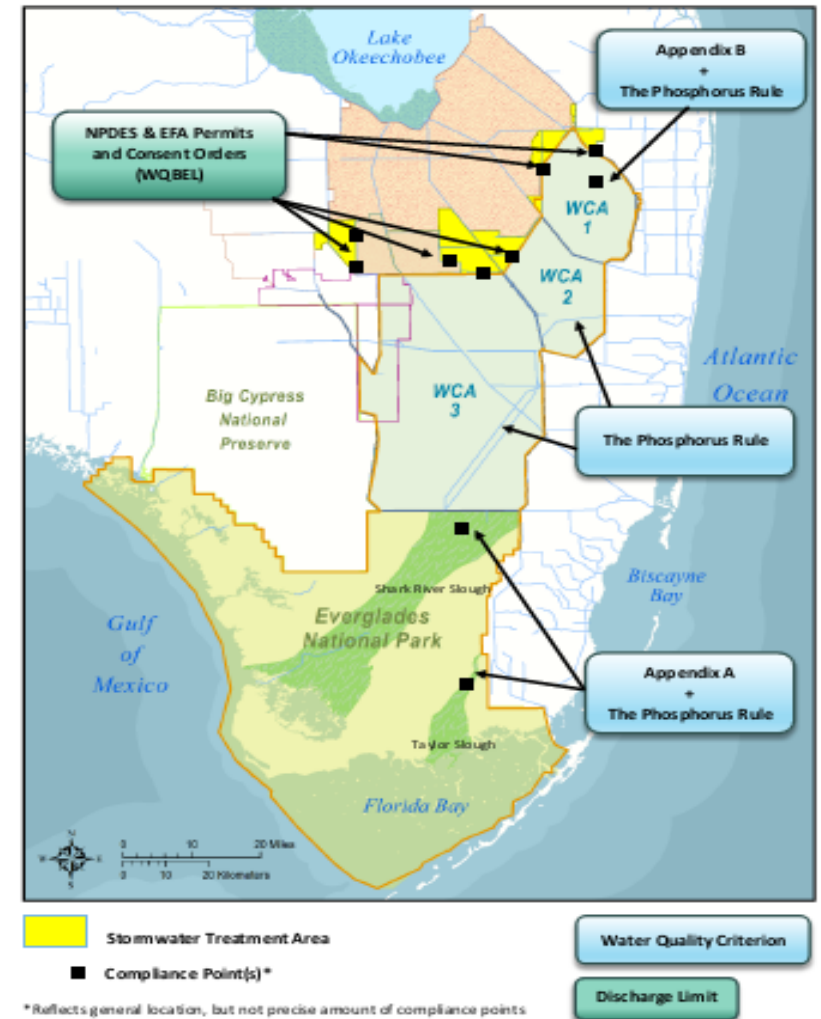 Lake
Okeechobee
Appendix B
+
The Phosphorus Rule
NPDES & EFA Permits
and Consent Orders
(WQBEL)
WCA
1
WCA
2
Atlantic
Ocean
WCA
3
Big Cypress
National
Preserve
The Phosphorus Rule
Shark River Slough
Biscayne
Bay
Everglades
National Park
Gulf
of
Mexico
Appendix A
+
The Phosphorus Rule
Taylor Slough
Florida Bay
N
W
E
S
0 10 20 Miles
0 10 20 Kilometers
Stormwater Treatment Area
Water Quality Criterion
Compliance Point(s)*
Discharge Limit
*Reflects general location, but not precise amount of compliance points